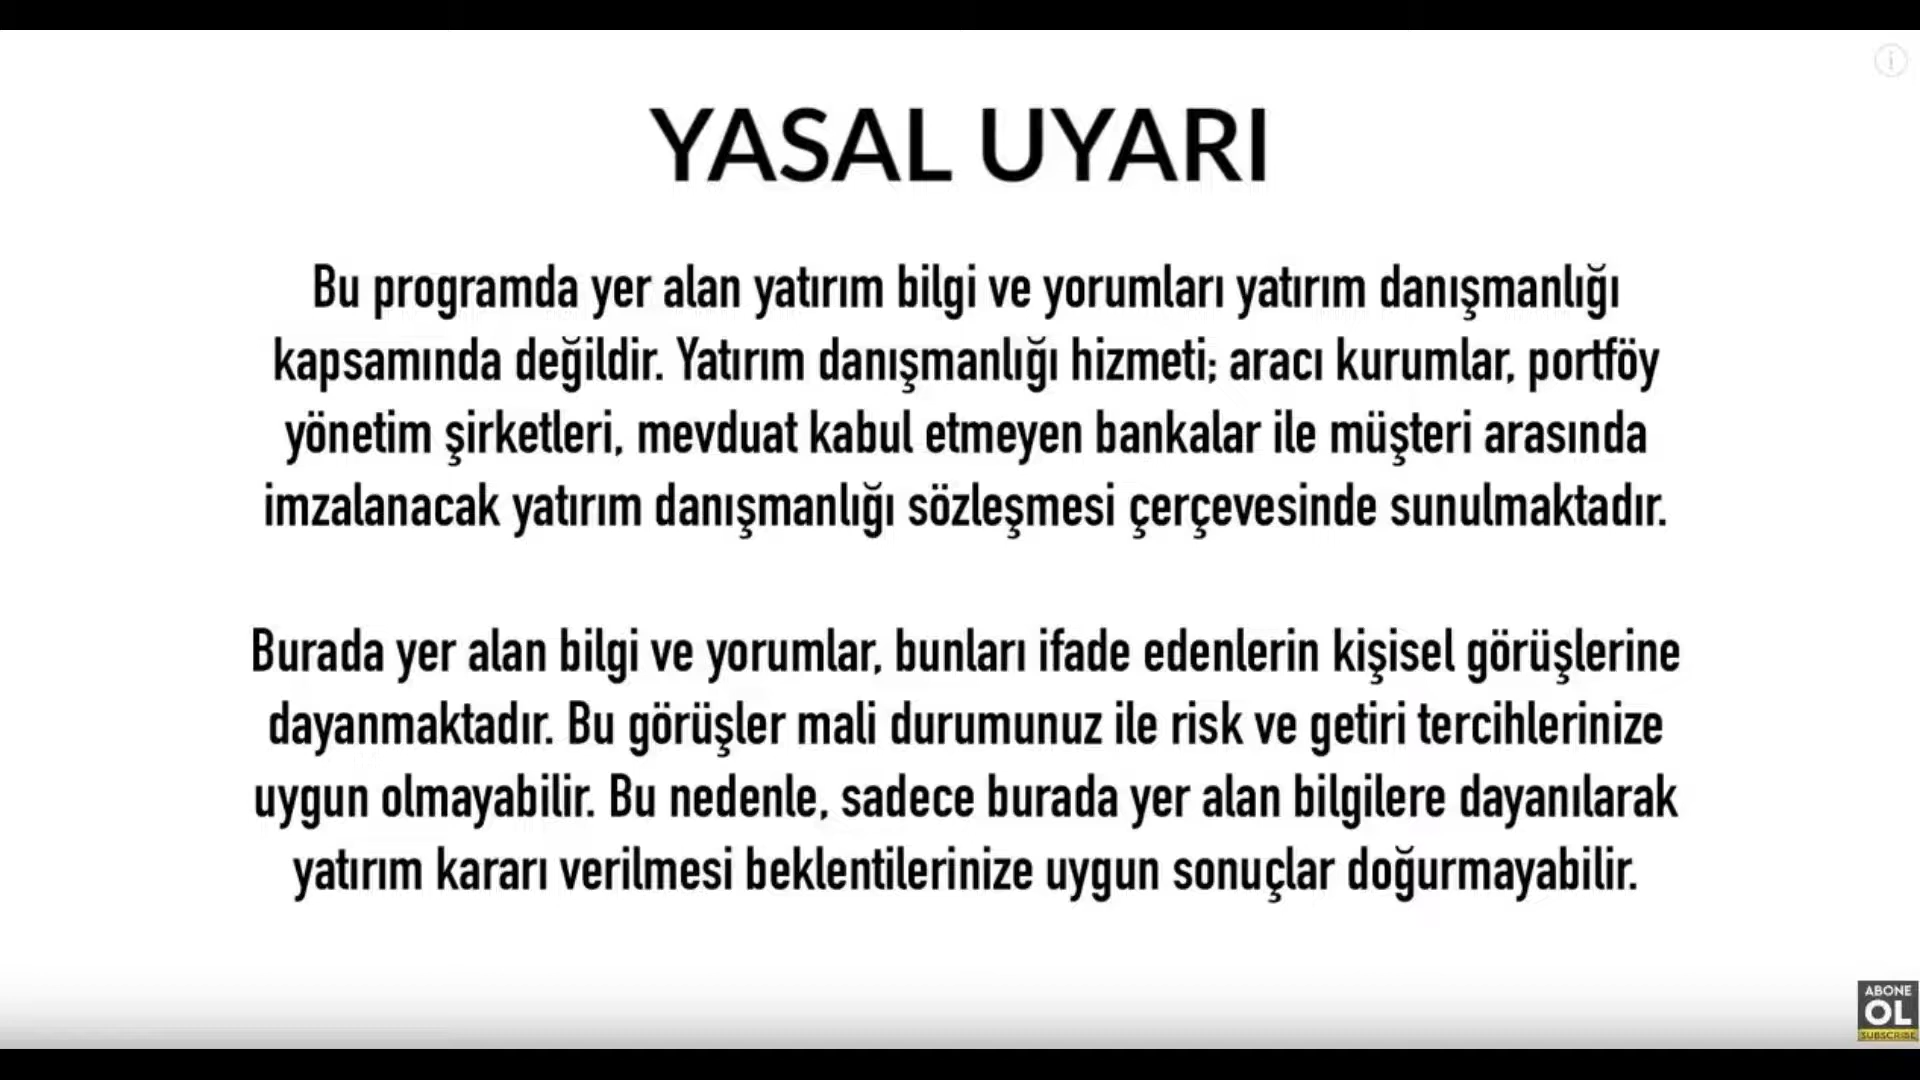 YASAL UYARI
Bu programda yer alan yatırım bilgi ve yorumları yatırım danışmanlığı
kapsamında değildir. Yatırım danışmanlığı hizmeti; aracı kurumlar, portföy
yönetim şirketleri, mevduat kabul etmeyen bankalar ile müşteri arasında
imzalanacak yatırım danışmanlığı sözleşmesi çerçevesinde sunulmaktadır.
Burada yer alan bilgi ve yorumlar, bunları ifade edenlerin kişisel görüşlerine
dayanmaktadır. Bu görüşler mali durumunuz ile risk ve getiri tercihlerinize
uygun olmayabilir. Bu nedenle, sadece burada yer alan bilgilere dayanılarak
yatırım kararı verilmesi beklentilerinize uygun sonuçlar doğurmayabilir.
ABONE
OL
SUBSCRIBE